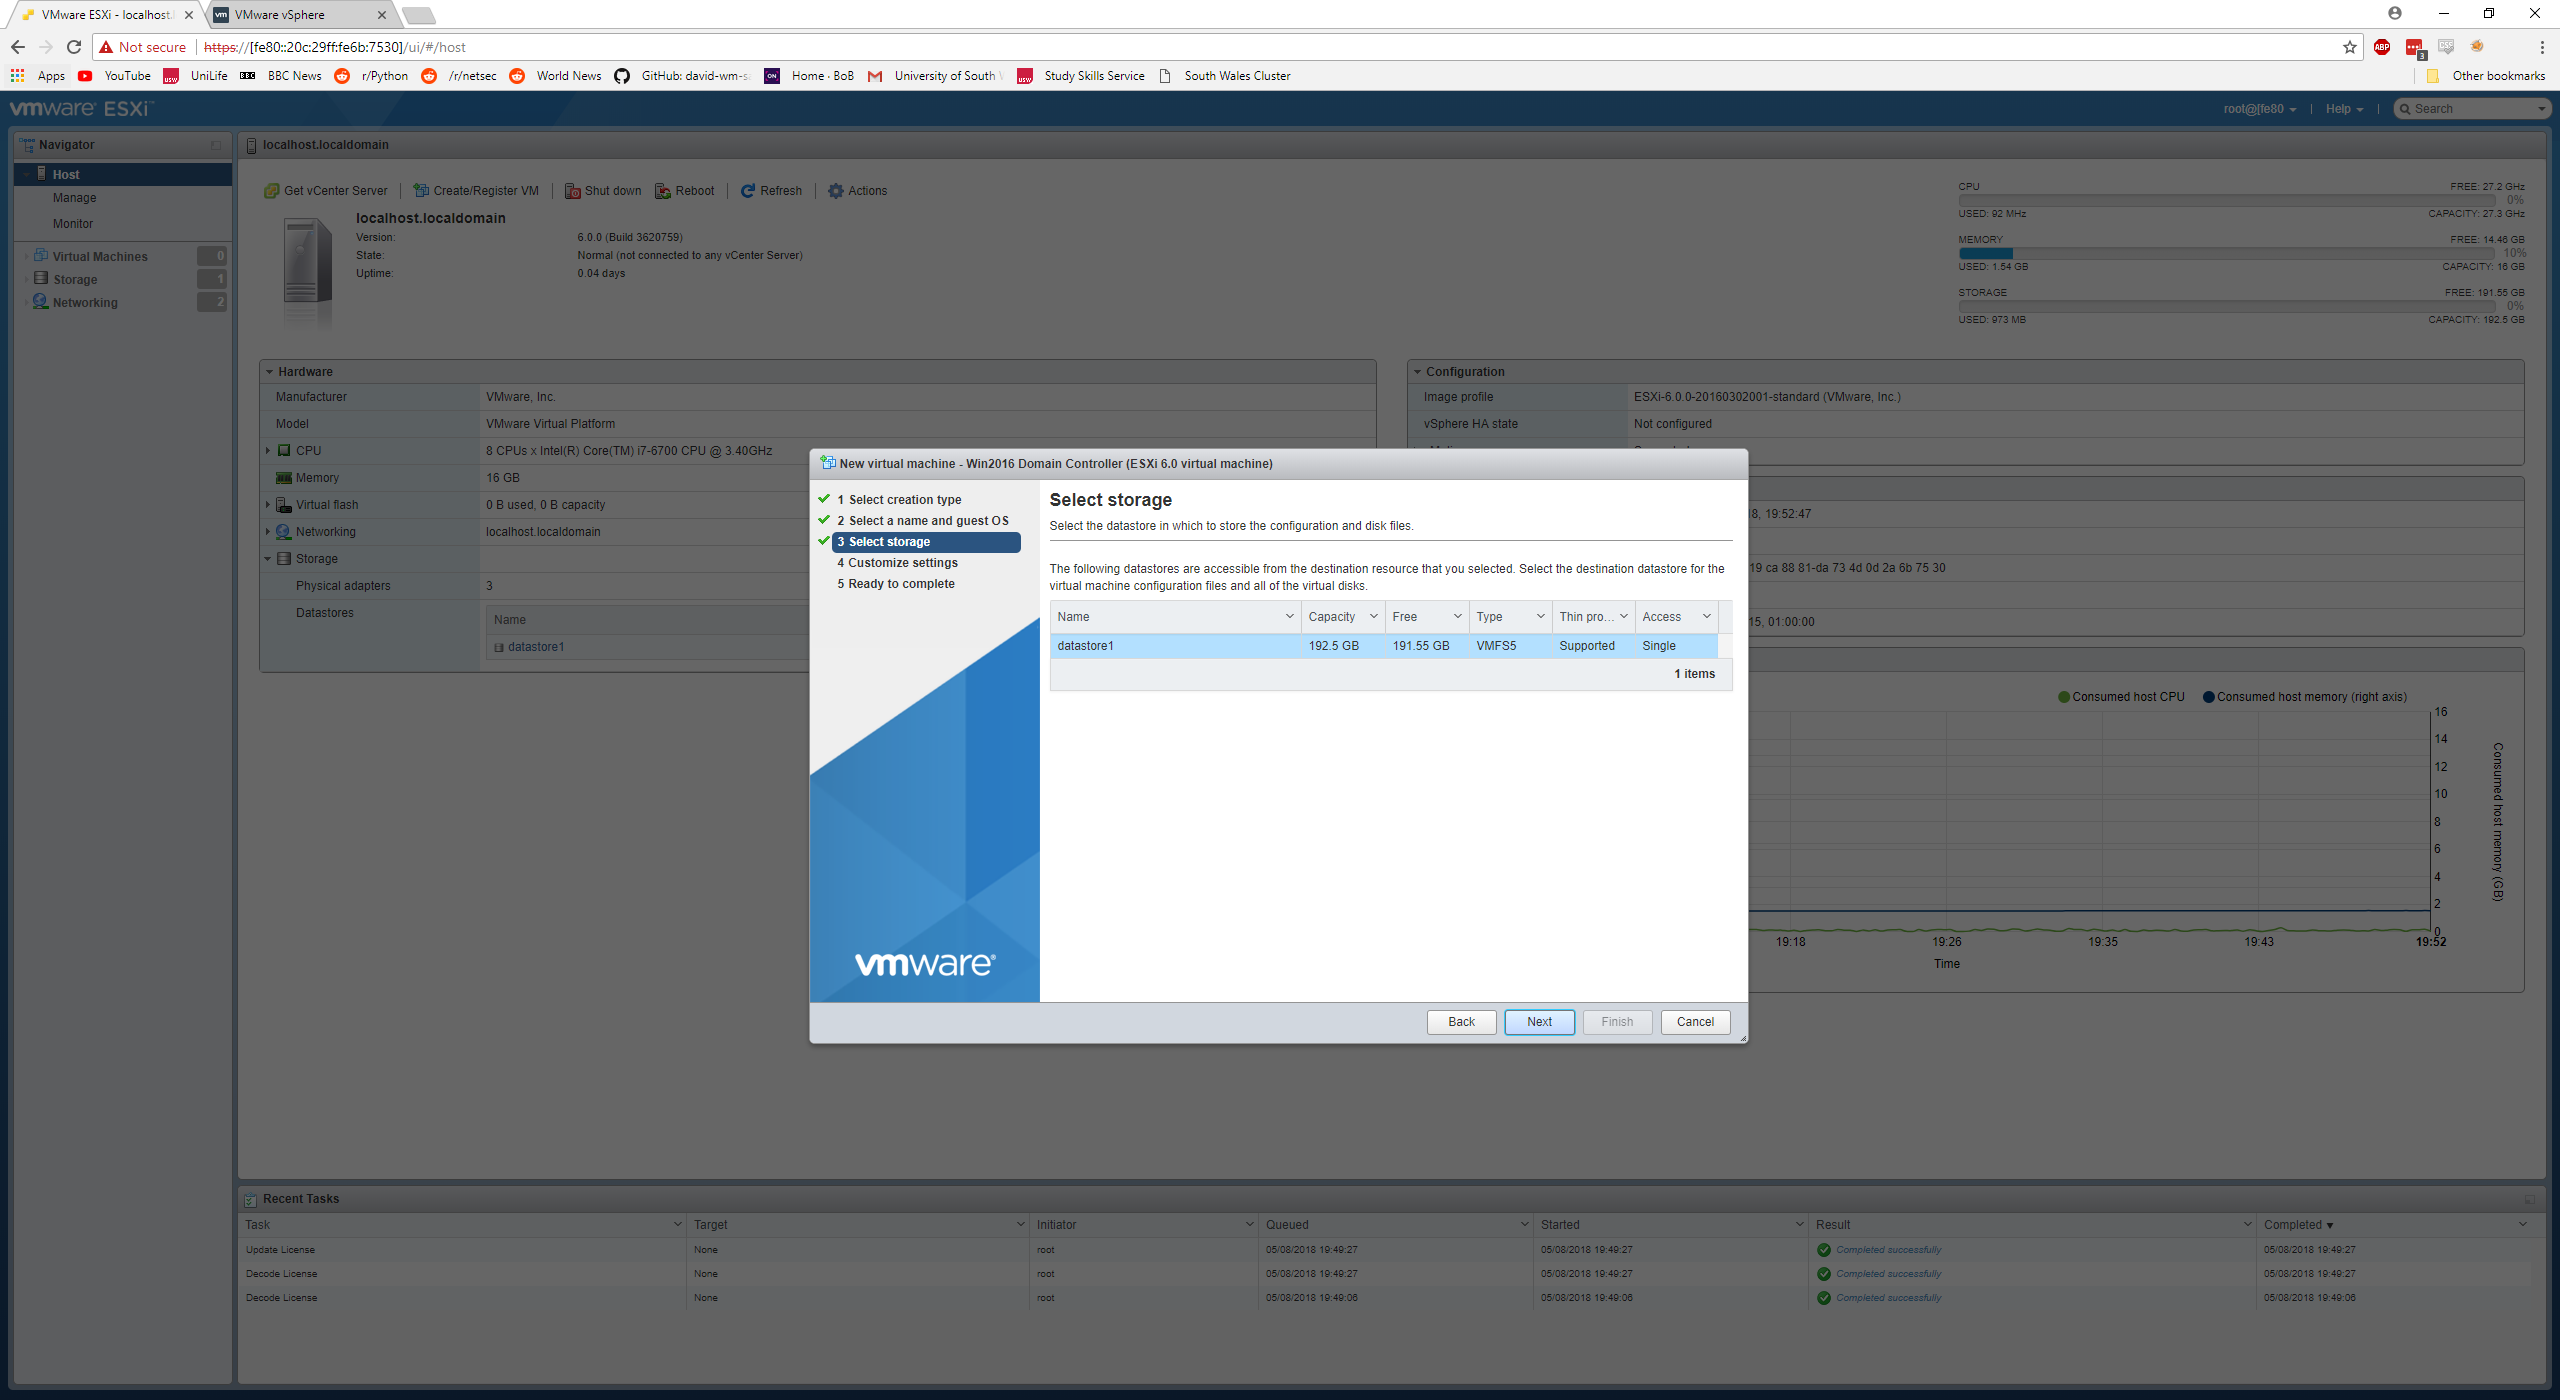 VMware ESXi - localhost.
VMware vSphere
Not secure https://[fe80::20c:29ff:fe6b:7530]/ui/#/host
Apps YouTube UniLife BBC News r/Python /r/netsec World News GitHub: david-wm-sa Home · BoB University of South Study Skills Service South Wales Cluster Other bookmarks
vmware ESXi
root@[fe80 Help Search
Navigator
Host
Manage
Monitor
Virtual Machines 0
Storage 1
Networking 2
localhost.localdomain
Get vCenter Server Create/Register VM Shut down Reboot Refresh Actions
localhost.localdomain
Version: 6.0.0 (Build 3620759)
State: Normal (not connected to any vCenter Server)
Uptime: 0.04 days
CPU FREE: 27.2 GHz
0%
USED: 92 MHz CAPACITY: 27.3 GHz
MEMORY FREE: 14.46 GB
10%
USED: 1.54 GB CAPACITY: 16 GB
STORAGE FREE: 191.55 GB
0%
USED: 973 MB CAPACITY: 192.5 GB
Hardware
Manufacturer VMware, Inc.
Model VMware Virtual Platform
CPU 8 CPUs x Intel(R) Core(TM) i7-6700 CPU @ 3.40GHz
Memory 16 GB
Virtual flash 0 B used, 0 B capacity
Networking localhost.localdomain
Storage
Physical adapters 3
Datastores Name
datastore1
Configuration
Image profile ESXi-6.0.0-20160302001-standard (VMware, Inc.)
vSphere HA state Not configured
8, 19:52:47
19 ca 88 81-da 73 4d 0d 2a 6b 75 30
15, 01:00:00
Consumed host CPU Consumed host memory (right axis)
16
14
12
10
8
6
4
2
0
Consumed host memory (GB)
19:18 19:26 19:35 19:43 19:52
Time
New virtual machine - Win2016 Domain Controller (ESXi 6.0 virtual machine)
1 Select creation type
2 Select a name and guest OS
3 Select storage
4 Customize settings
5 Ready to complete
vmware
Select storage
Select the datastore in which to store the configuration and disk files.
The following datastores are accessible from the destination resource that you selected. Select the destination datastore for the
virtual machine configuration files and all of the virtual disks.
Name Capacity Free Type Thin pro... Access
datastore1 192.5 GB 191.55 GB VMFS5 Supported Single
1 items
Back Next Finish Cancel
Recent Tasks
Task Target Initiator Queued Started Result Completed
Update License None root 05/08/2018 19:49:27 05/08/2018 19:49:27 Completed successfully 05/08/2018 19:49:27
Decode License None root 05/08/2018 19:49:27 05/08/2018 19:49:27 Completed successfully 05/08/2018 19:49:27
Decode License None root 05/08/2018 19:49:06 05/08/2018 19:49:06 Completed successfully 05/08/2018 19:49:06